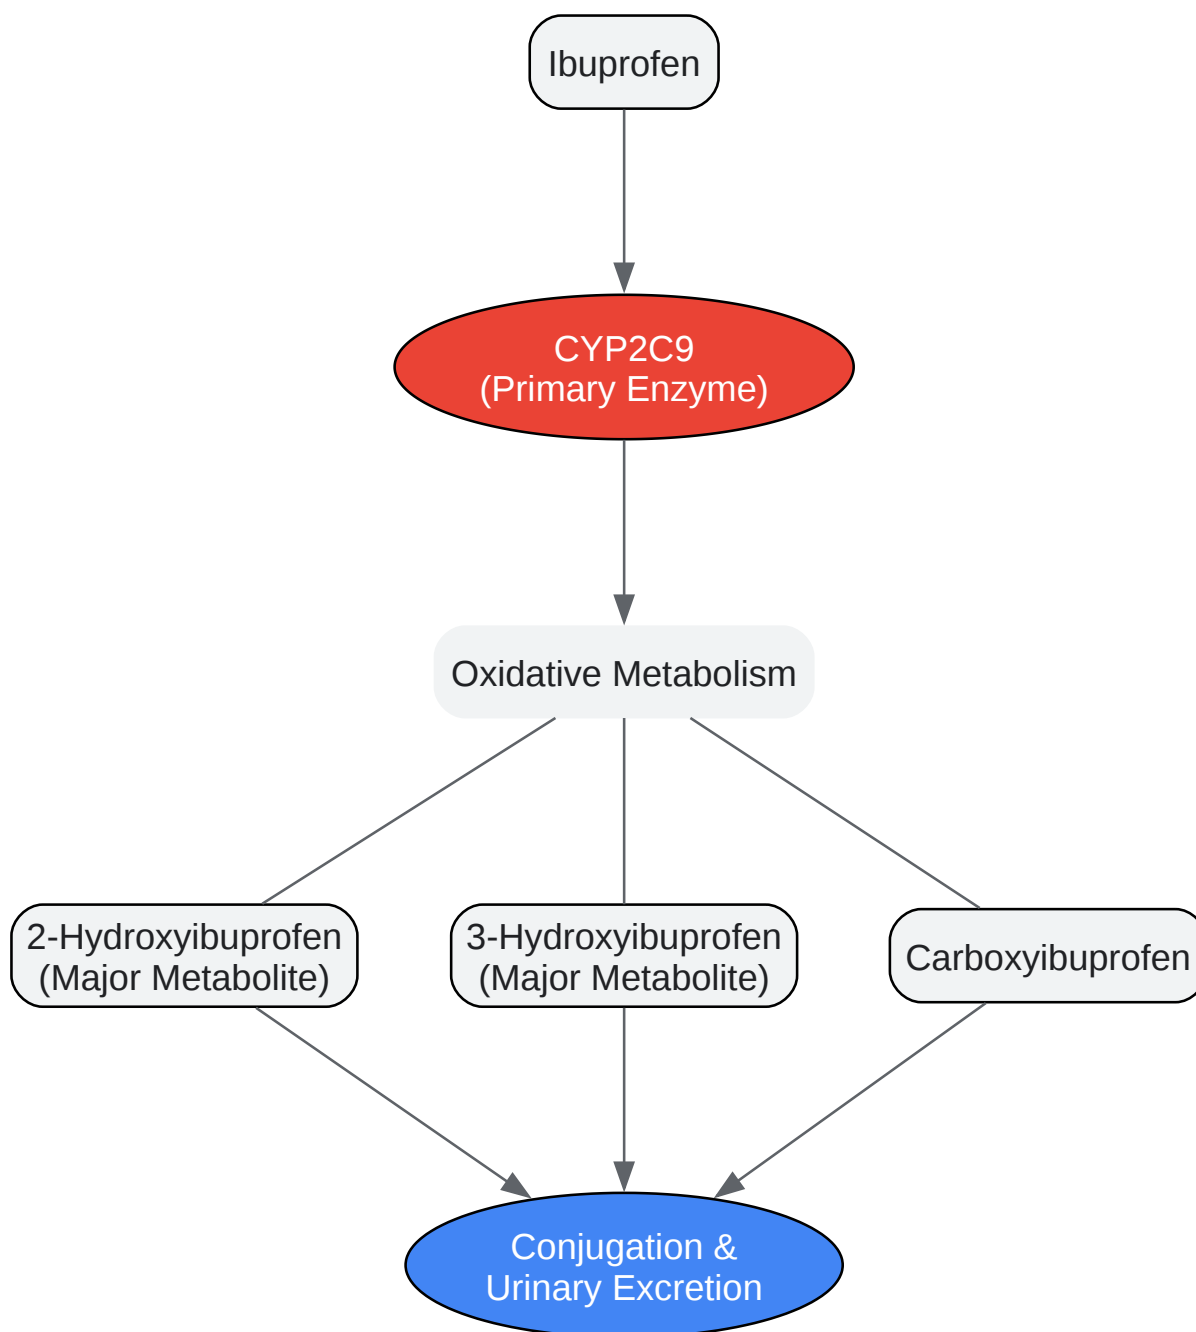 Ibuprofen
CYP2C9
(Primary Enzyme)
Oxidative Metabolism
2-Hydroxyibuprofen
(Major Metabolite)
3-Hydroxyibuprofen
(Major Metabolite)
Carboxyibuprofen
Conjugation &
Urinary Excretion